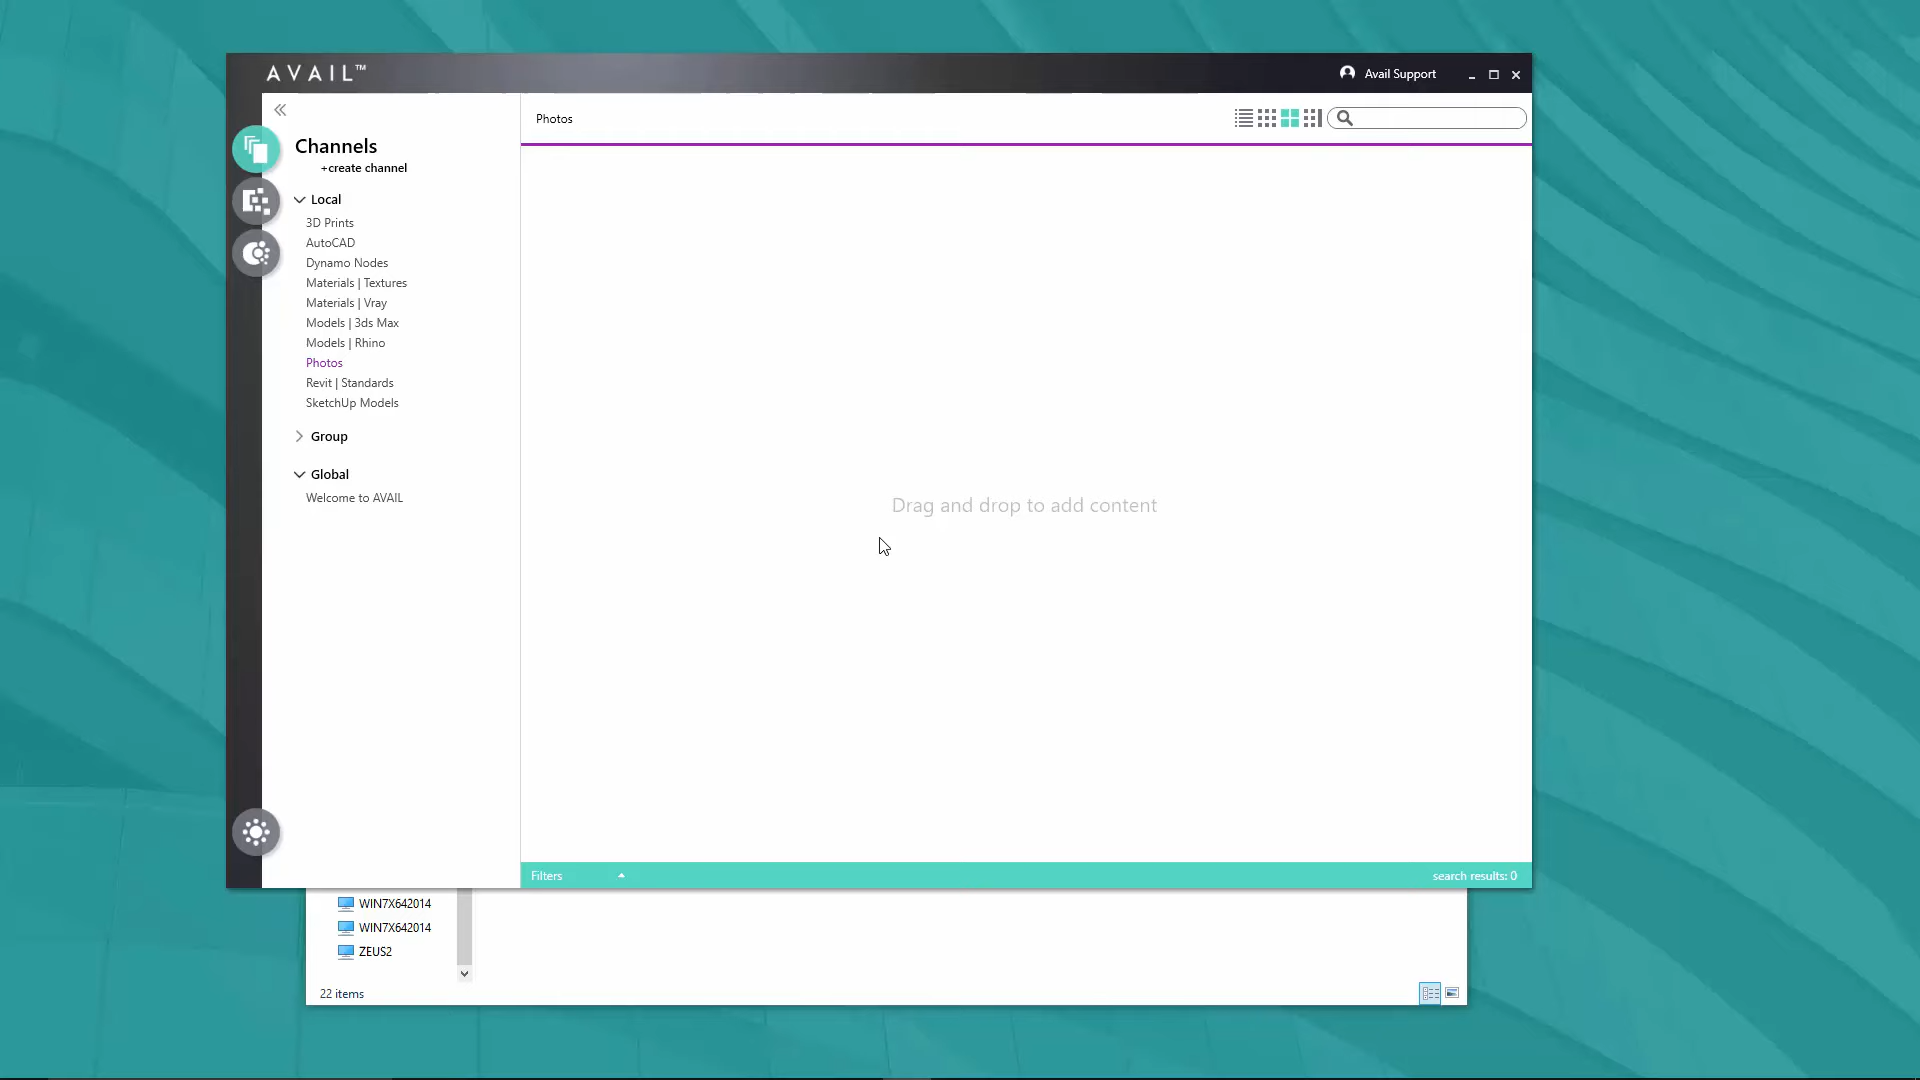 AVAIL™
Avail Support
Channels
+create channel
Local
3D Prints
AutoCAD
Dynamo Nodes
Materials | Textures
Materials | Vray
Models | 3ds Max
Models | Rhino
Photos
Revit | Standards
SketchUp Models
Group
Global
Welcome to AVAIL
Photos
Drag and drop to add content
Filters
search results: 0
WIN7X642014
WIN7X642014
ZEUS2
22 items